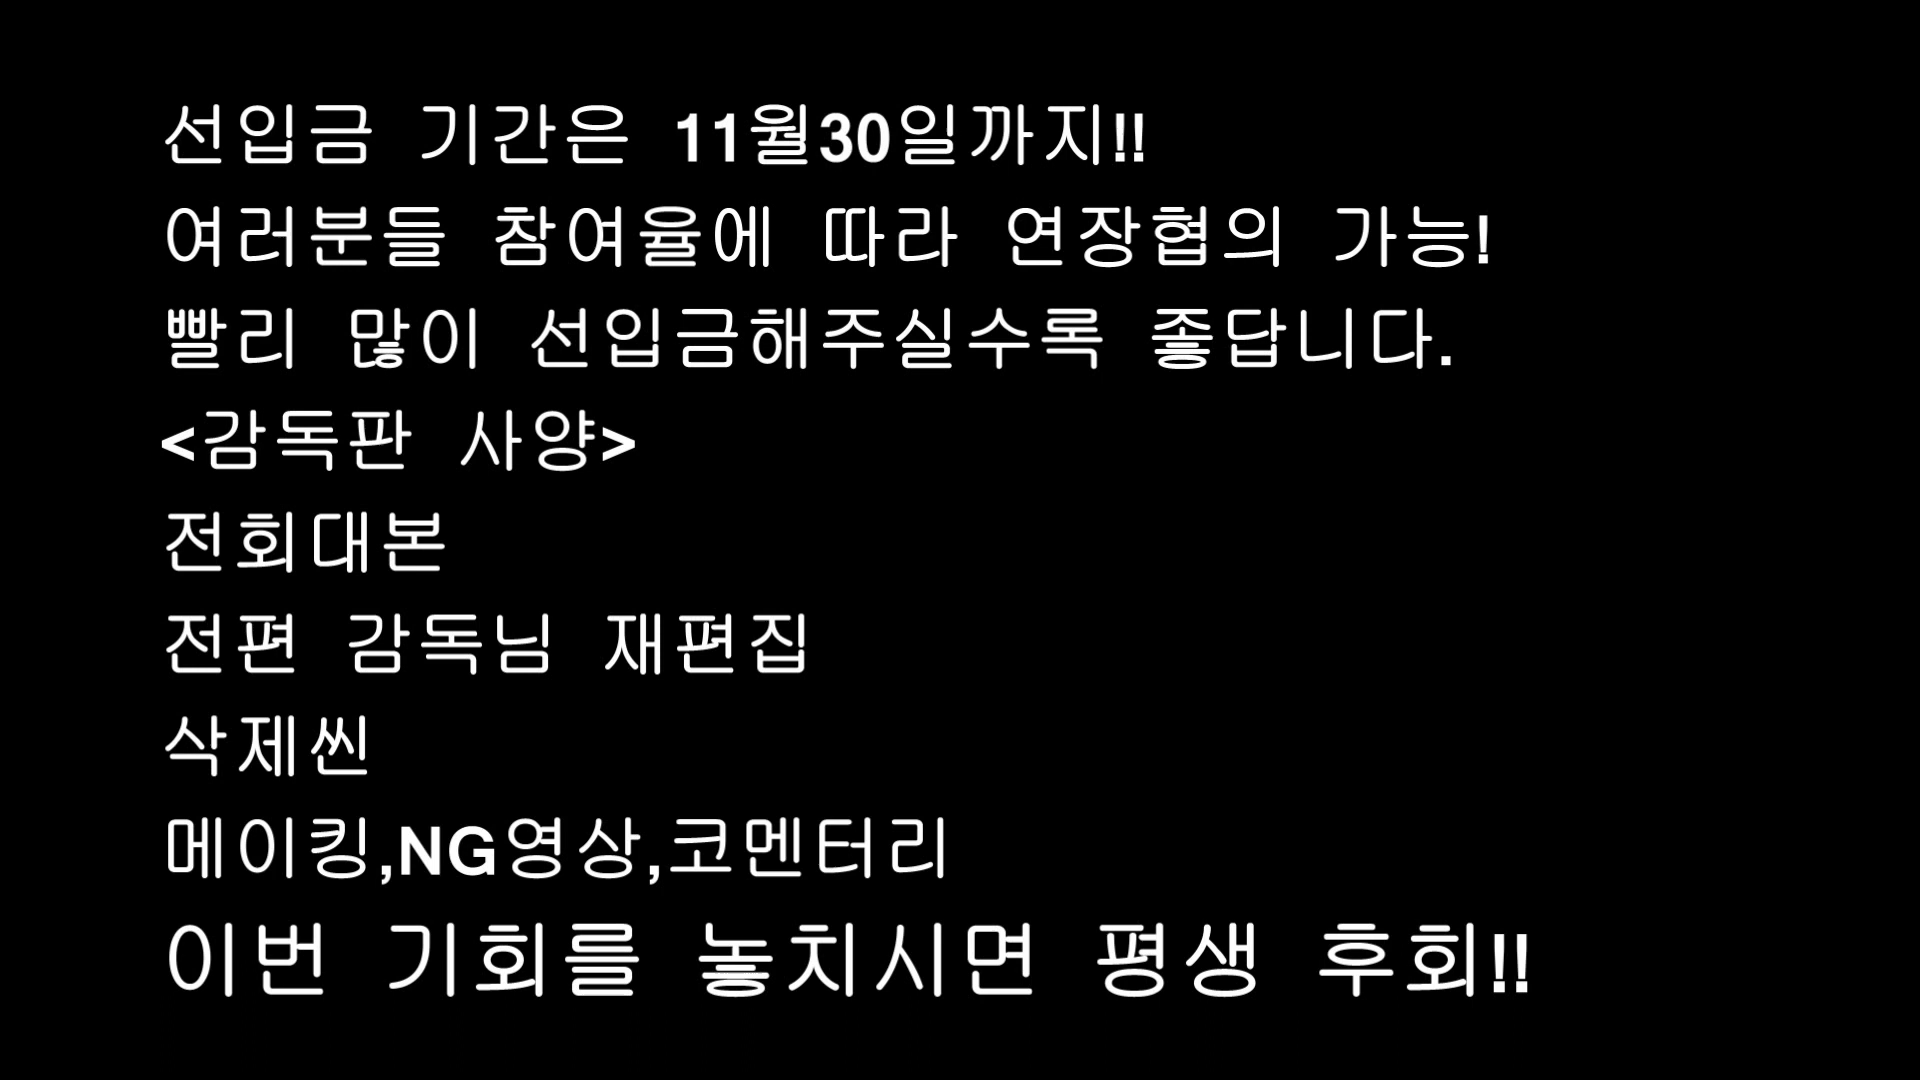 선입금 기간은 11월30일까지!!
여러분들 참여율에 따라 연장협의 가능!
빨리 많이 선입금해주실수록 좋답니다.
<감독판 사양>
전회대본
전편 감독님 재편집
삭제씬
메이킹,NG영상,코멘터리
이번 기회를 놓치시면 평생 후회!!